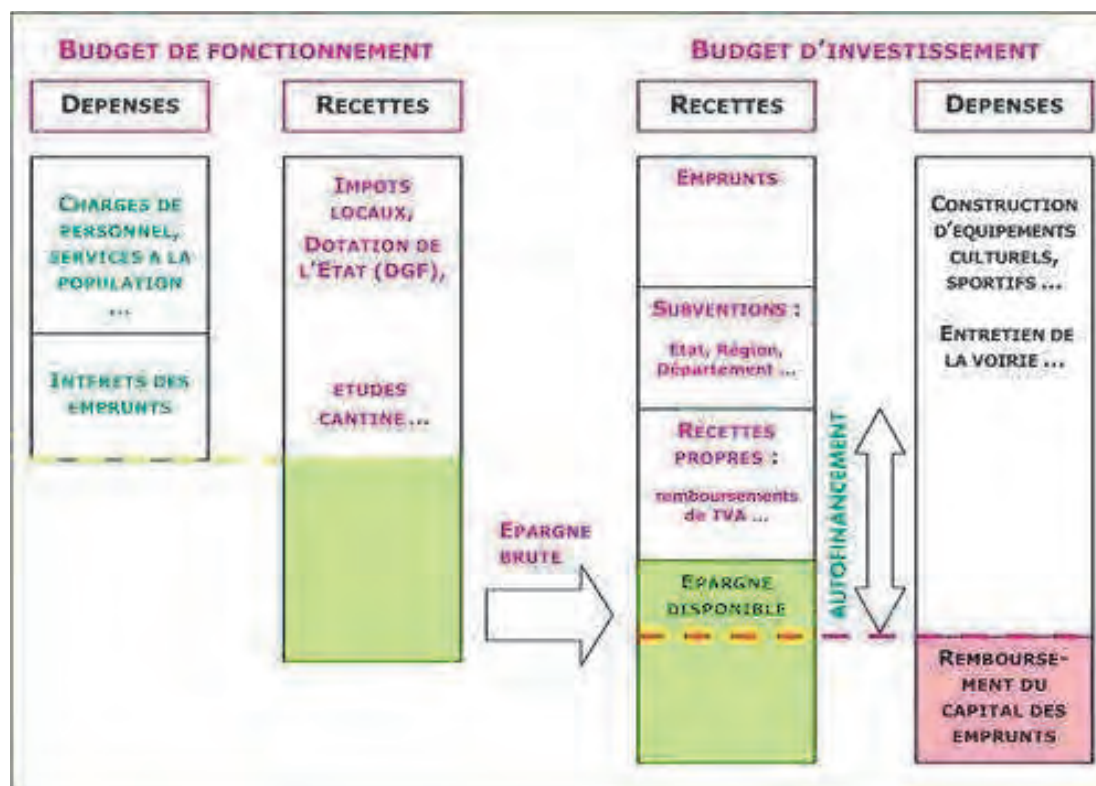 BUDGET DE FONCTIONNEMENT
DEPENSES
RECETTES
CHARGES DE
PERSONNEL,
SERVICES A LA
POPULATION
...
INTERETS DES
EMPRUNTS
IMPOTS
LOCAUX,
DOTATION DE
L'ETAT (DGF),
ETUDES
CANTINE ...
EPARGNE
BRUTE
BUDGET D'INVESTISSEMENT
RECETTES
DEPENSES
EMPRUNTS
SUBVENTIONS :
Etat, Région,
Département ...
RECETTES
PROPRES :
remboursements
de TVA ...
EPARGNE
DISPONIBLE
AUTOFINANCEMENT
CONSTRUCTION
D'EQUIPEMENTS
CULTURELS,
SPORTIFS ...
ENTRETIEN DE
LA VOIRIE ...
REMBOURSE-
MENT DU
CAPITAL DES
EMPRUNTS